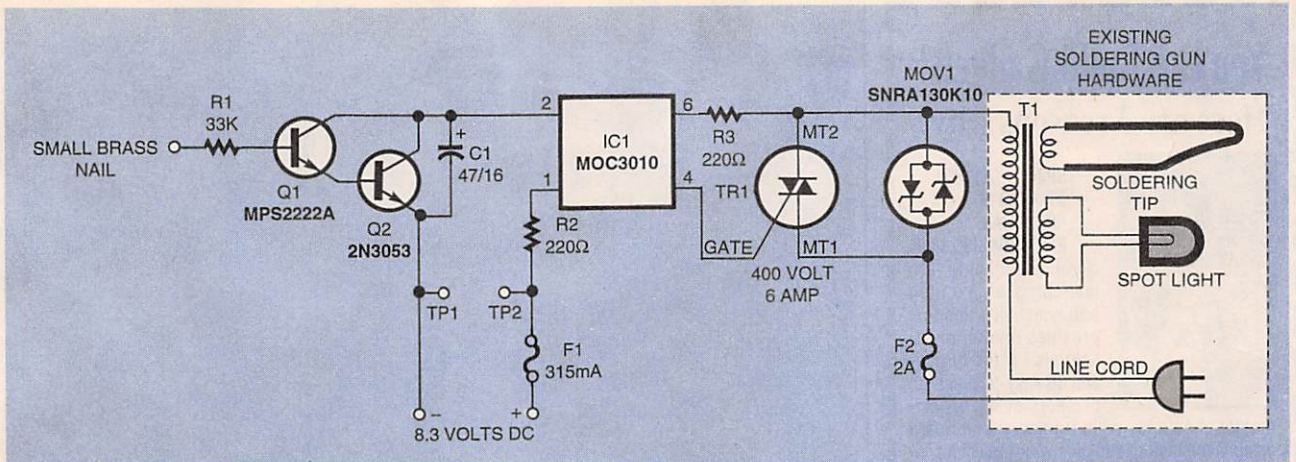 EXISTING
SOLDERING GUN
HARDWARE
MOV1
SNRA130K10
T1
R1
33K
SMALL BRASS
NAIL
Q1
MPS2222A
Q2
2N3053
+
C1
47/16
2
IC1
MOC3010
6
1
4
R3
220Ω
R2
220Ω
MT2
TR1
GATE
MT1
400 VOLT
6 AMP
SOLDERING
TIP
SPOT LIGHT
TP1
TP2
F1
315mA
F2
2A
LINE CORD
-
+
8.3 VOLTS DC